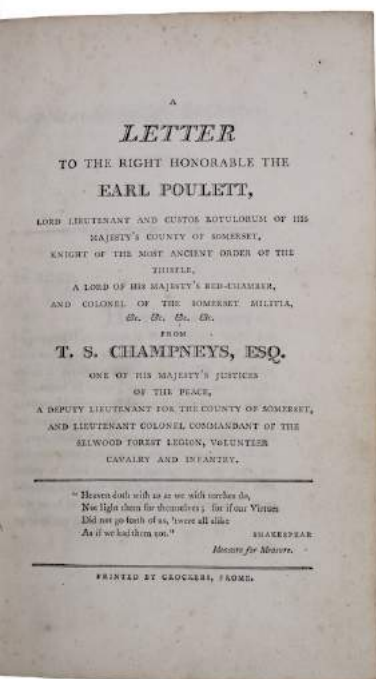 A
LETTER
TO THE RIGHT HONORABLE THE
EARL POULETT,
LORD LIEUTENANT AND CUSTOS ROTULORUM OF HIS
MAJESTY'S COUNTY OF SOMERSET,
KNIGHT OF THE MOST ANCIENT ORDER OF THE
THISTLE,
A LORD OF HIS MAJESTY'S BED-CHAMBER,
AND COLONEL OF THE SOMERSET MILITIA,
&c. &c. &c. &c.
FROM
T. S. CHAMPNEYS, ESQ.
ONE OF HIS MAJESTY'S JUSTICES
OF THE PEACE,
A DEPUTY LIEUTENANT FOR THE COUNTY OF SOMERSET,
AND LIEUTENANT COLONEL COMMANDANT OF THE
SELWOOD FOREST LEGION, VOLUNTEER
CAVALRY AND INFANTRY.
" Heaven doth with us as we with torches do,
Not light them for themselves ; for if our Virtues
Did not go forth of us, 'twere all alike
As if we had them not." SHAKESPEAR
Measure for Measure.
PRINTED BY CROCKERS, FROME.